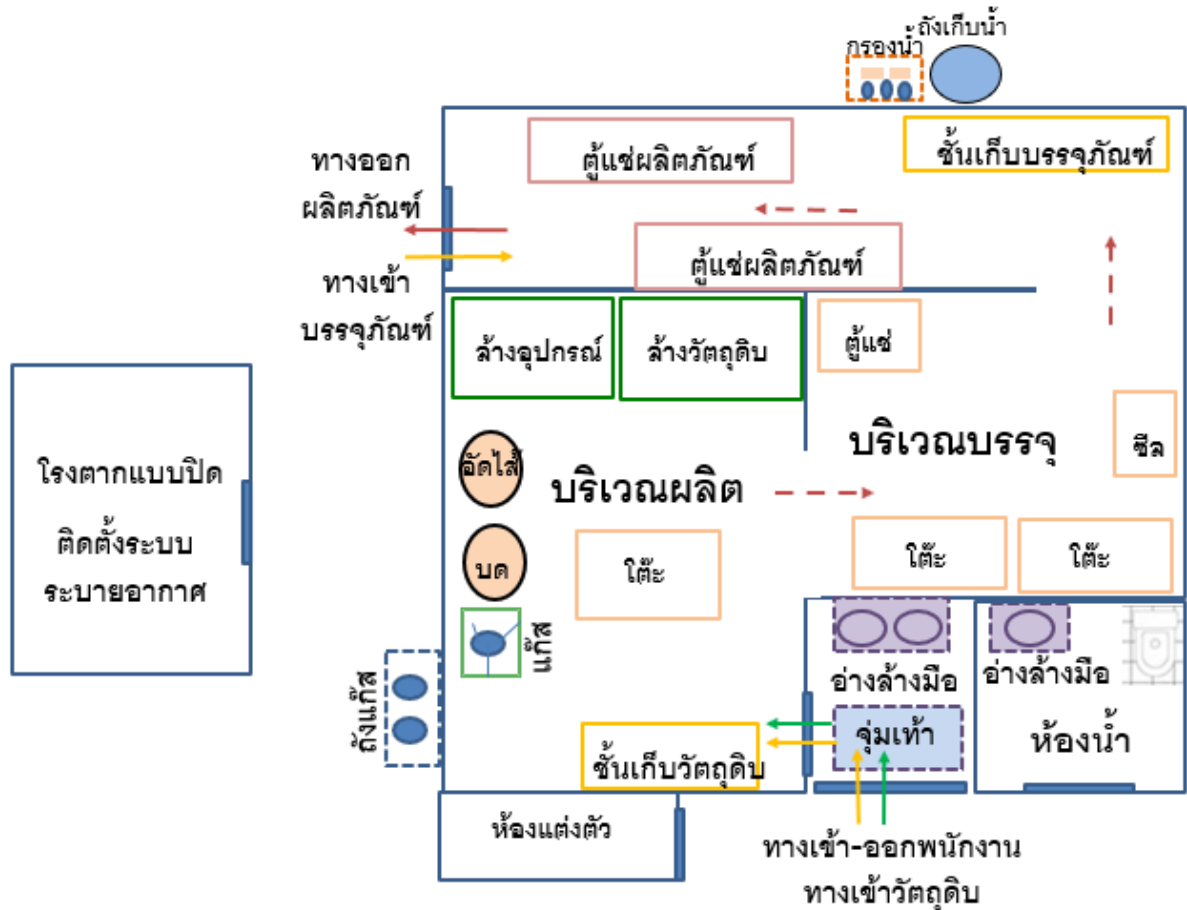 ถังเก็บน้ำ
กรองน้ำ
ตู้แช่ผลิตภัณฑ์
ชั้นเก็บบรรจุภัณฑ์
ทางออก
ผลิตภัณฑ์
ตู้แช่ผลิตภัณฑ์
ทางเข้า
บรรจุภัณฑ์
ล้างอุปกรณ์
ล้างวัตถุดิบ
ตู้แช่
บริเวณบรรจุ
ซีล
โรงตากแบบปิด
ติดตั้งระบบ
ระบายอากาศ
อัดไส้
บริเวณผลิต
บด
โต๊ะ
โต๊ะ
โต๊ะ
แก๊ส
ถังแก๊ส
อ่างล้างมือ
อ่างล้างมือ
จุ่มเท้า
ห้องน้ำ
ชั้นเก็บวัตถุดิบ
ห้องแต่งตัว
ทางเข้า-ออกพนักงาน
ทางเข้าวัตถุดิบ